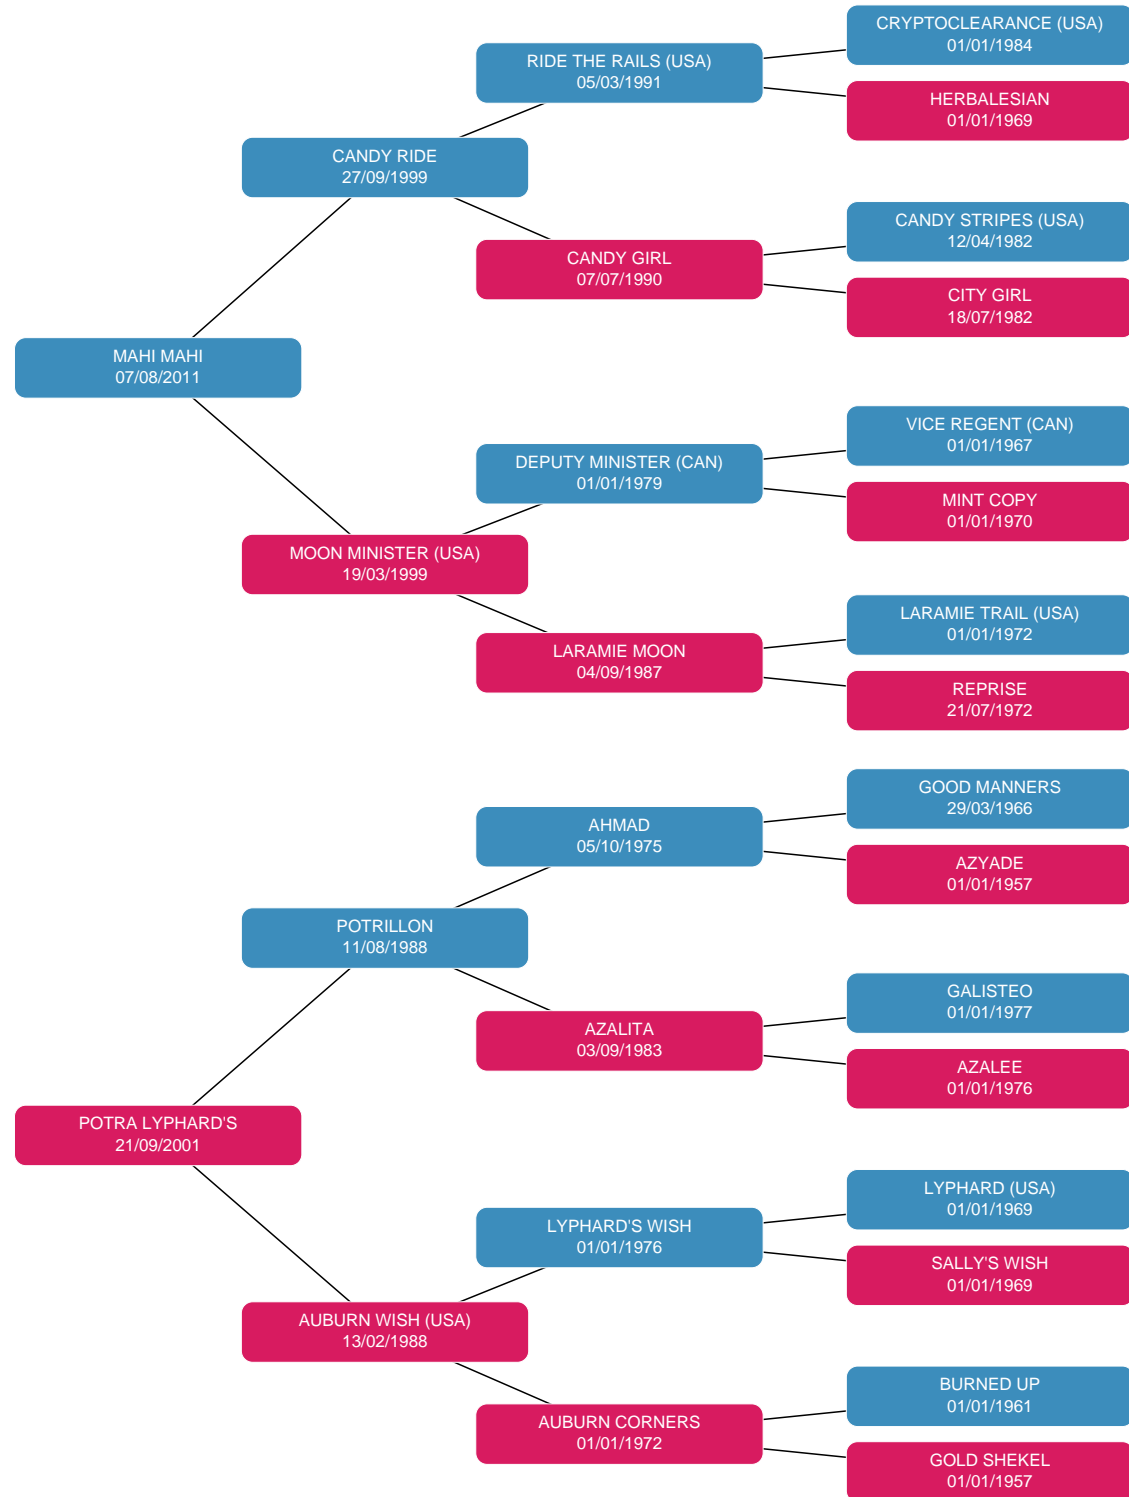 CRYPTOCLEARANCE (USA)
01/01/1984
RIDE THE RAILS (USA)
05/03/1991
HERBALESIAN
01/01/1969
CANDY RIDE
27/09/1999
CANDY STRIPES (USA)
12/04/1982
CANDY GIRL
07/07/1990
CITY GIRL
18/07/1982
MAHI MAHI
07/08/2011
VICE REGENT (CAN)
01/01/1967
DEPUTY MINISTER (CAN)
01/01/1979
MINT COPY
01/01/1970
MOON MINISTER (USA)
19/03/1999
LARAMIE TRAIL (USA)
01/01/1972
LARAMIE MOON
04/09/1987
REPRISE
21/07/1972
GOOD MANNERS
29/03/1966
AHMAD
05/10/1975
AZYADE
01/01/1957
POTRILLON
11/08/1988
GALISTEO
01/01/1977
AZALITA
03/09/1983
AZALEE
01/01/1976
POTRA LYPHARD'S
21/09/2001
LYPHARD (USA)
01/01/1969
LYPHARD'S WISH
01/01/1976
SALLY'S WISH
01/01/1969
AUBURN WISH (USA)
13/02/1988
BURNED UP
01/01/1961
AUBURN CORNERS
01/01/1972
GOLD SHEKEL
01/01/1957